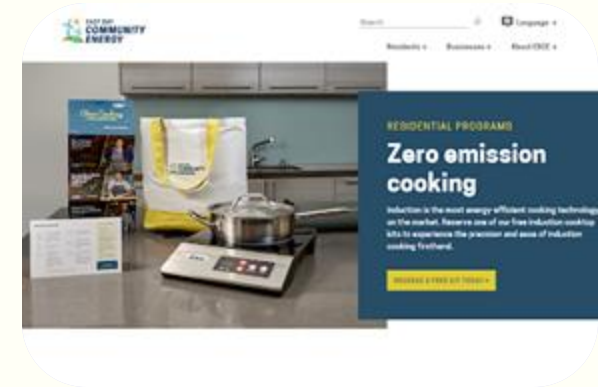 EAST BAY
COMMUNITY
ENERGY
Search
Language
Residents
Businesses
About EBCE
RESIDENTIAL PROGRAMS
Zero emission
cooking
Induction is the most energy-efficient cooking technology
on the market. Reserve one of our free induction cooktop
kits to experience the precision and ease of induction
cooking firsthand.
RESERVE A FREE KIT TODAY